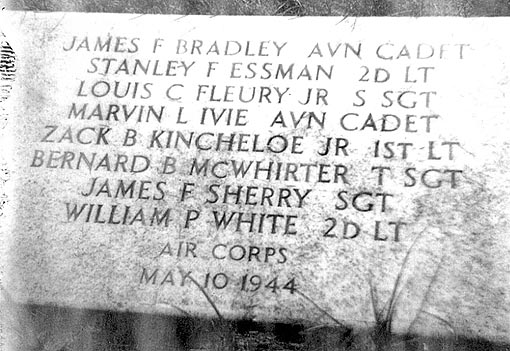 JAMES F BRADLEY AVN CADET
STANLEY F ESSMAN 2D LT
LOUIS C FLEURY JR S SGT
MARVIN L IVIE AVN CADET
ZACK B KINCHELOE JR 1ST LT
BERNARD B MCWHIRTER T SGT
JAMES F SHERRY SGT
WILLIAM P WHITE 2D LT
AIR CORPS
MAY 10 1944